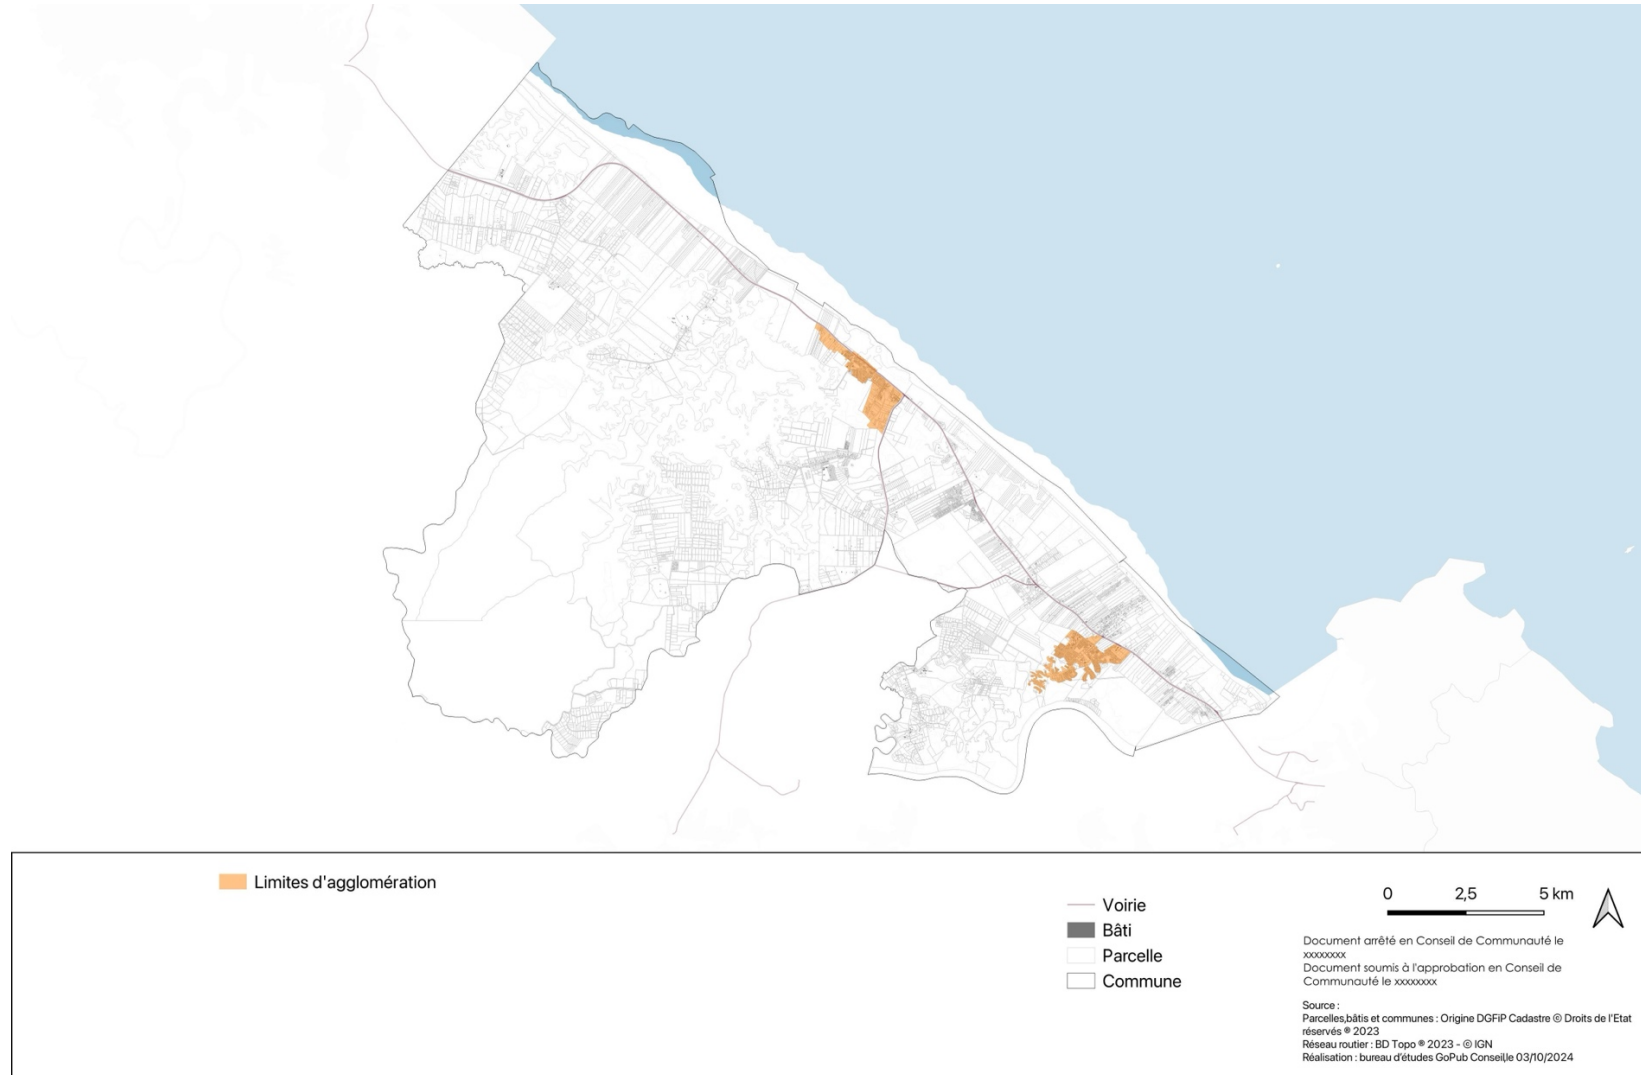 Limites d'agglomération
Voirie
Bâti
Parcelle
Commune
0 2,5 5 km
Document arrêté en Conseil de Communauté le
xxxxxxxx
Document soumis à l'approbation en Conseil de
Communauté le xxxxxxxx
Source :
Parcelles,bâtis et communes : Origine DGFiP Cadastre © Droits de l'Etat
réservés ® 2023
Réseau routier : BD Topo ® 2023 - © IGN
Réalisation : bureau d'études GoPub Conseil,le 03/10/2024